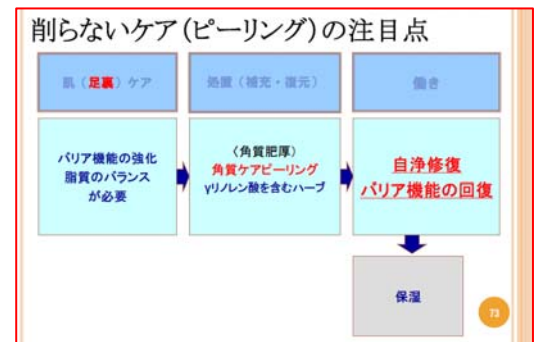 削らないケア(ピーリング)の注目点
肌(足裏)ケア
処置(補充・復元)
働き
バリア機能の強化
脂質のバランス
が必要
〈角質肥厚〉
角質ケアピーリング
γリノレン酸を含むハーブ
自浄修復
バリア機能の回復
保湿
73